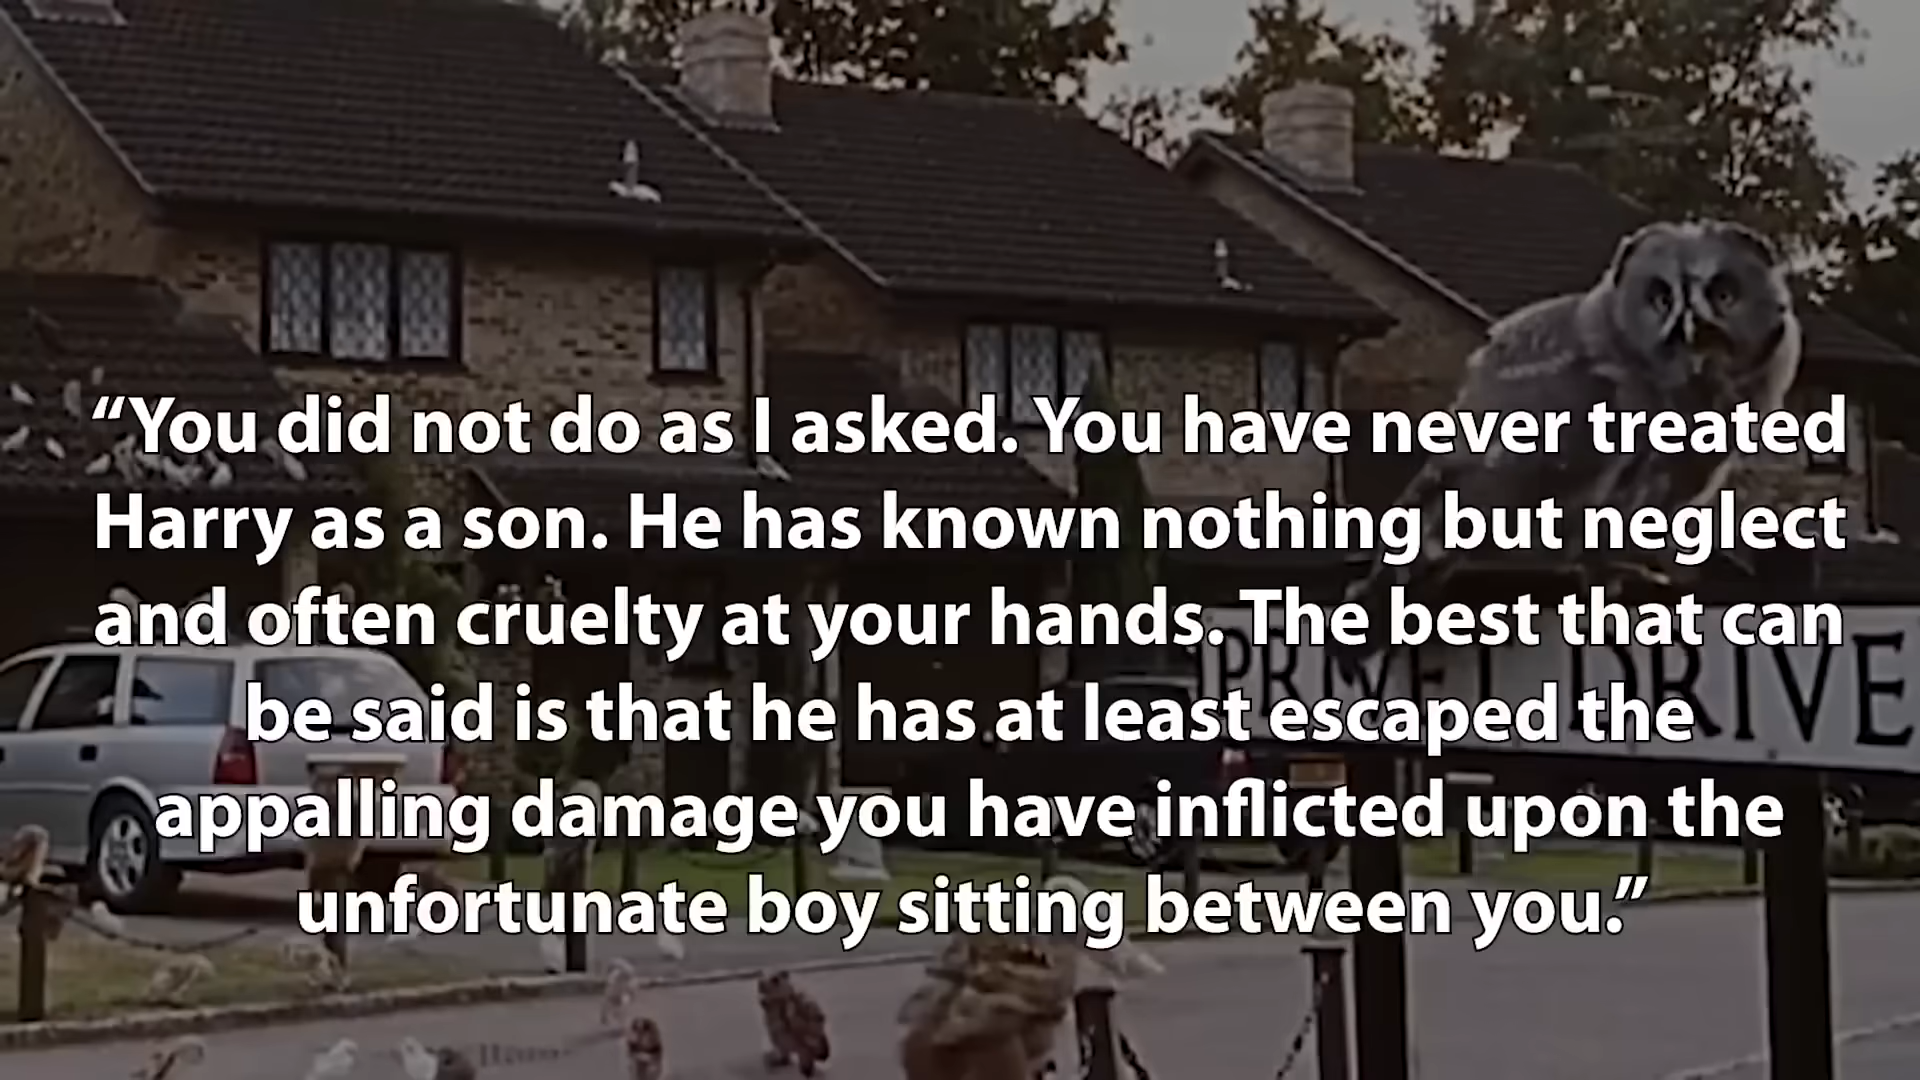 “You did not do as I asked. You have never treated
Harry as a son. He has known nothing but neglect
and often cruelty at your hands. The best that can
be said is that he has at least escaped the
appalling damage you have inflicted upon the
unfortunate boy sitting between you.”
PRIVET DRIVE